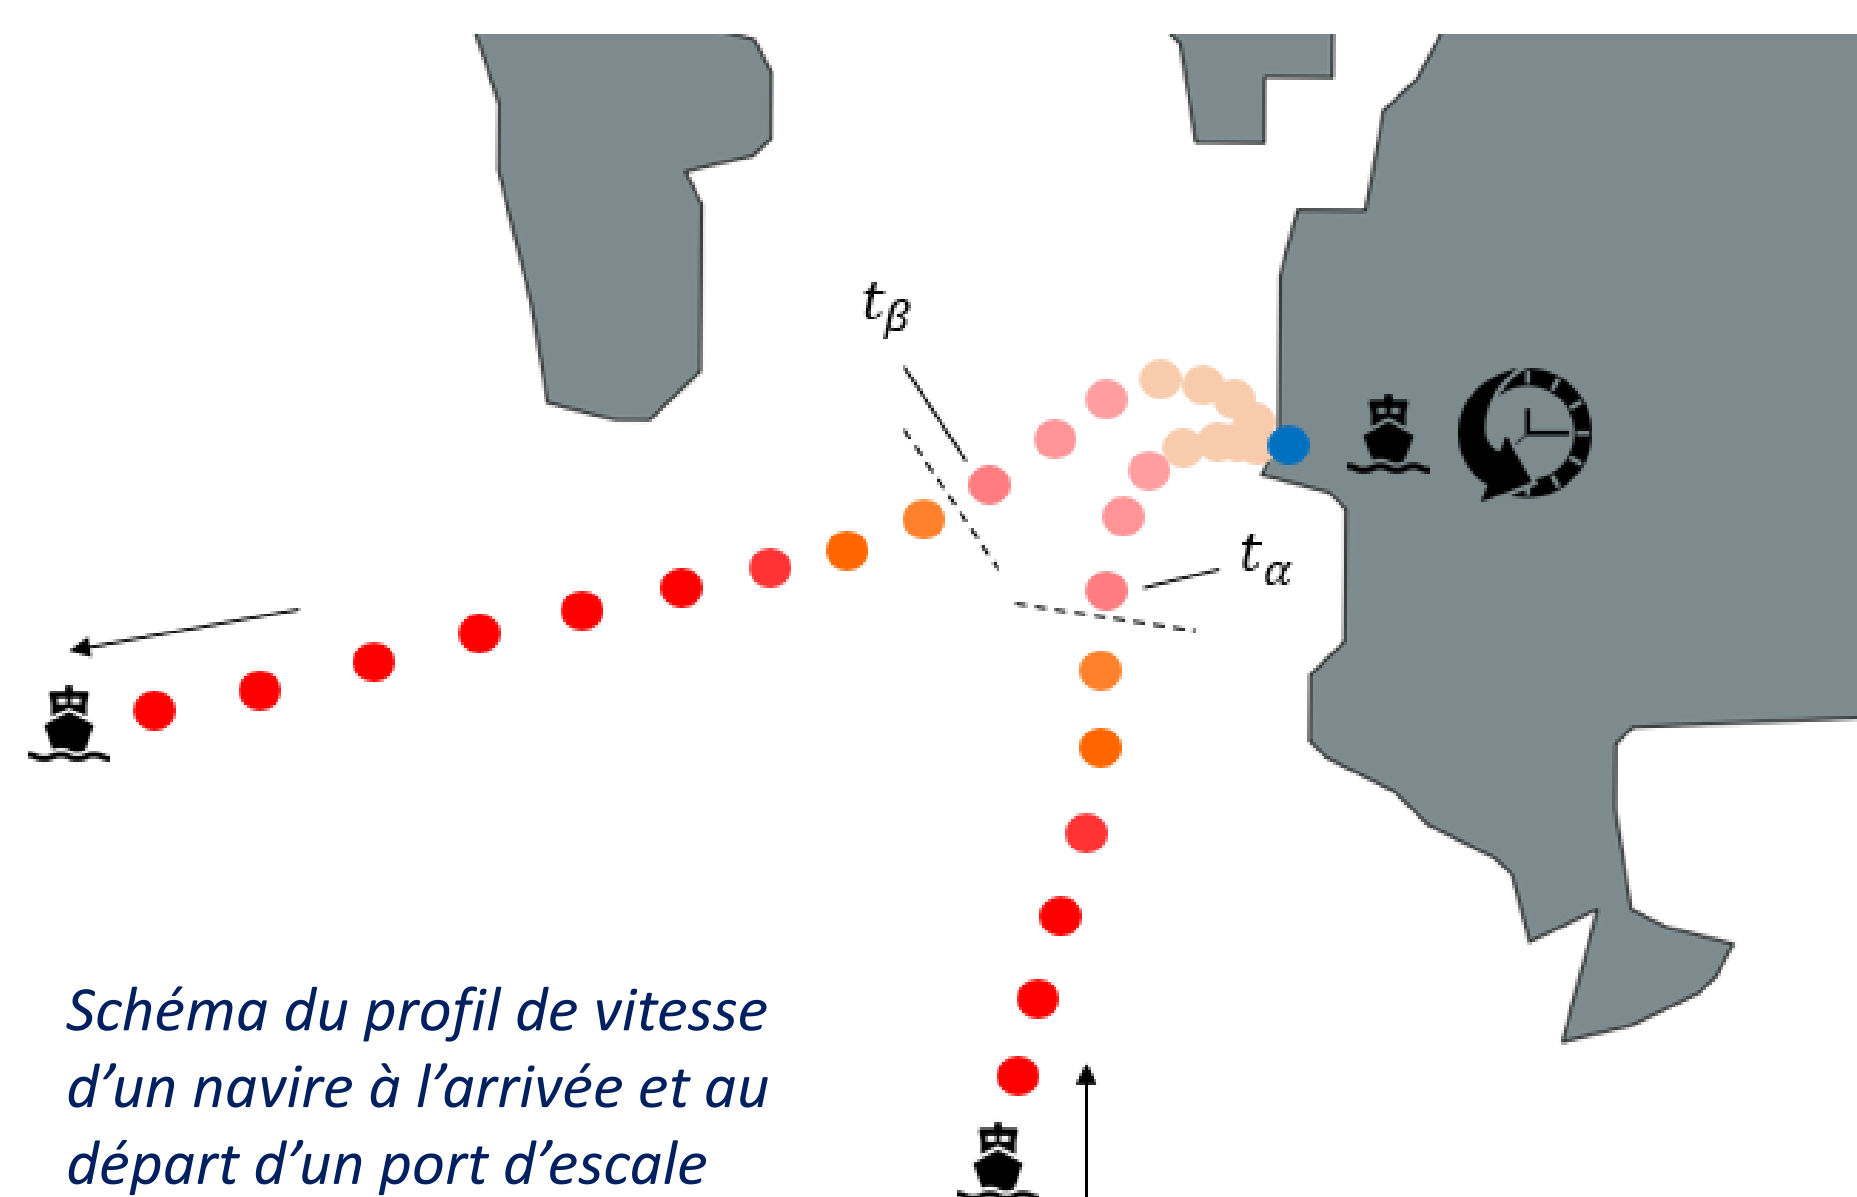 t_β
t_α
Schéma du profil de vitesse
d’un navire à l’arrivée et au
départ d’un port d’escale